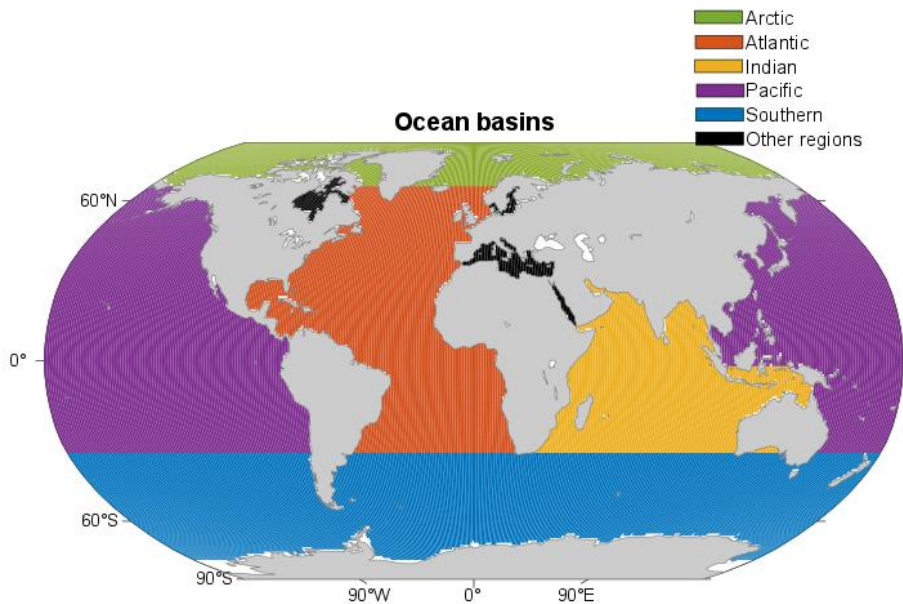 Arctic
Atlantic
Indian
Pacific
Southern
Other regions
Ocean basins
60°N
0°
60°S
90°S
90°W 0° 90°E